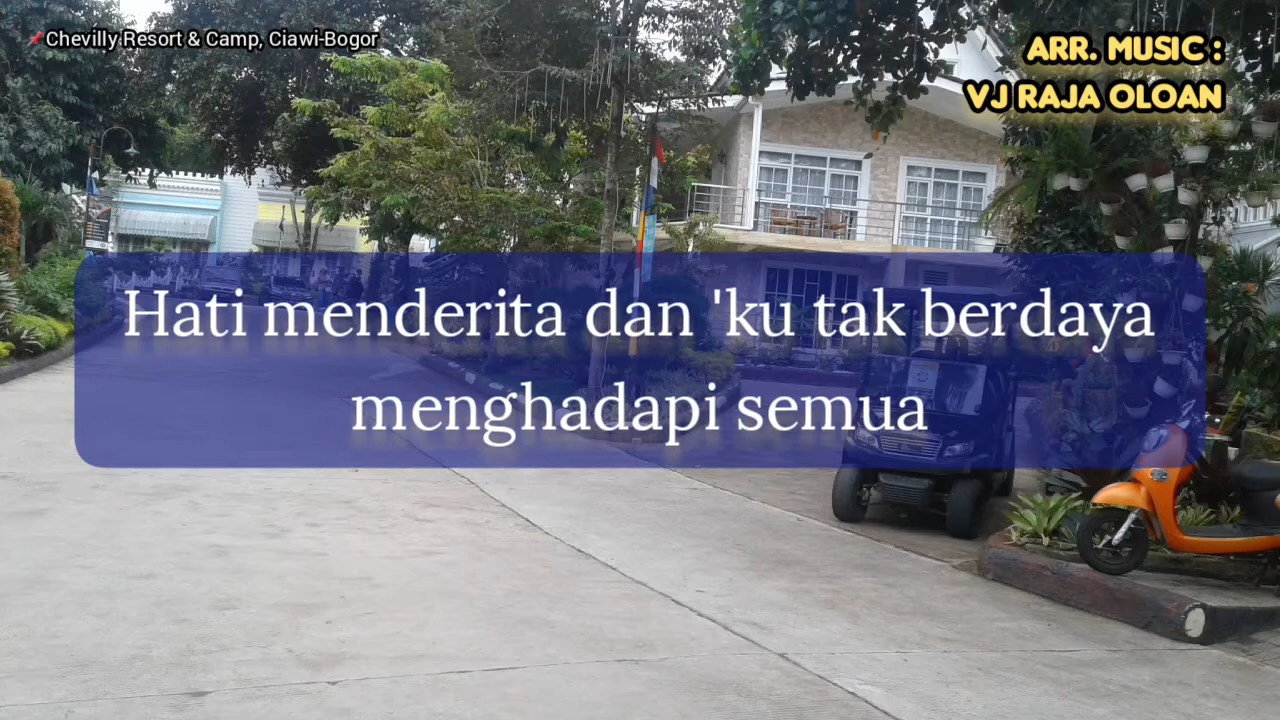 Chevilly Resort & Camp, Ciawi-Bogor
ARR. MUSIC :
VJ RAJA OLOAN
Hati menderita dan 'ku tak berdaya
menghadapi semua